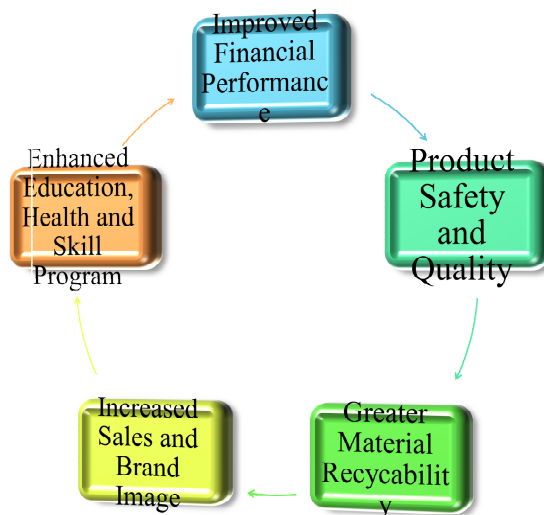 Improved
Financial
Performanc
e
Product
Safety
and
Quality
Greater
Material
Recycabilit
y
Increased
Sales and
Brand
Image
Enhanced
Education,
Health and
Skill
Program